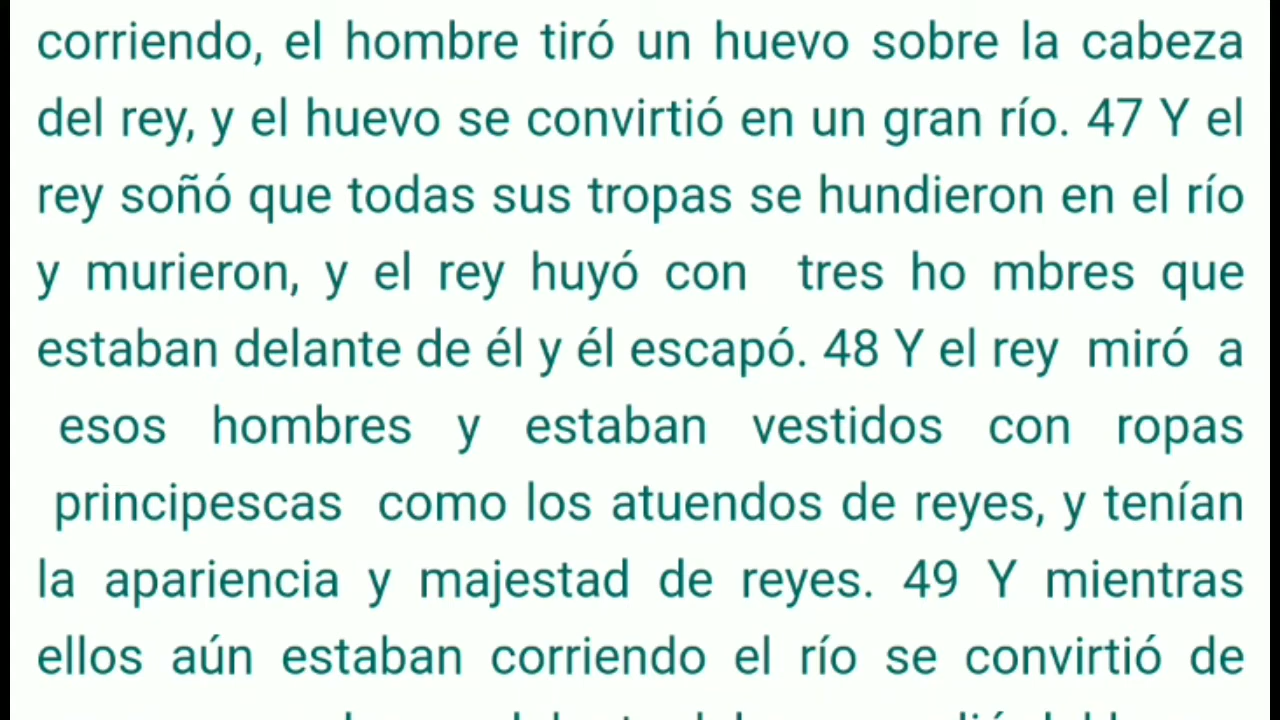 corriendo, el hombre tiró un huevo sobre la cabeza
del rey, y el huevo se convirtió en un gran río. 47 Y el
rey soñó que todas sus tropas se hundieron en el río
y murieron, y el rey huyó con tres ho mbres que
estaban delante de él y él escapó. 48 Y el rey miró a
esos hombres y estaban vestidos con ropas
principescas como los atuendos de reyes, y tenían
la apariencia y majestad de reyes. 49 Y mientras
ellos aún estaban corriendo el río se convirtió de